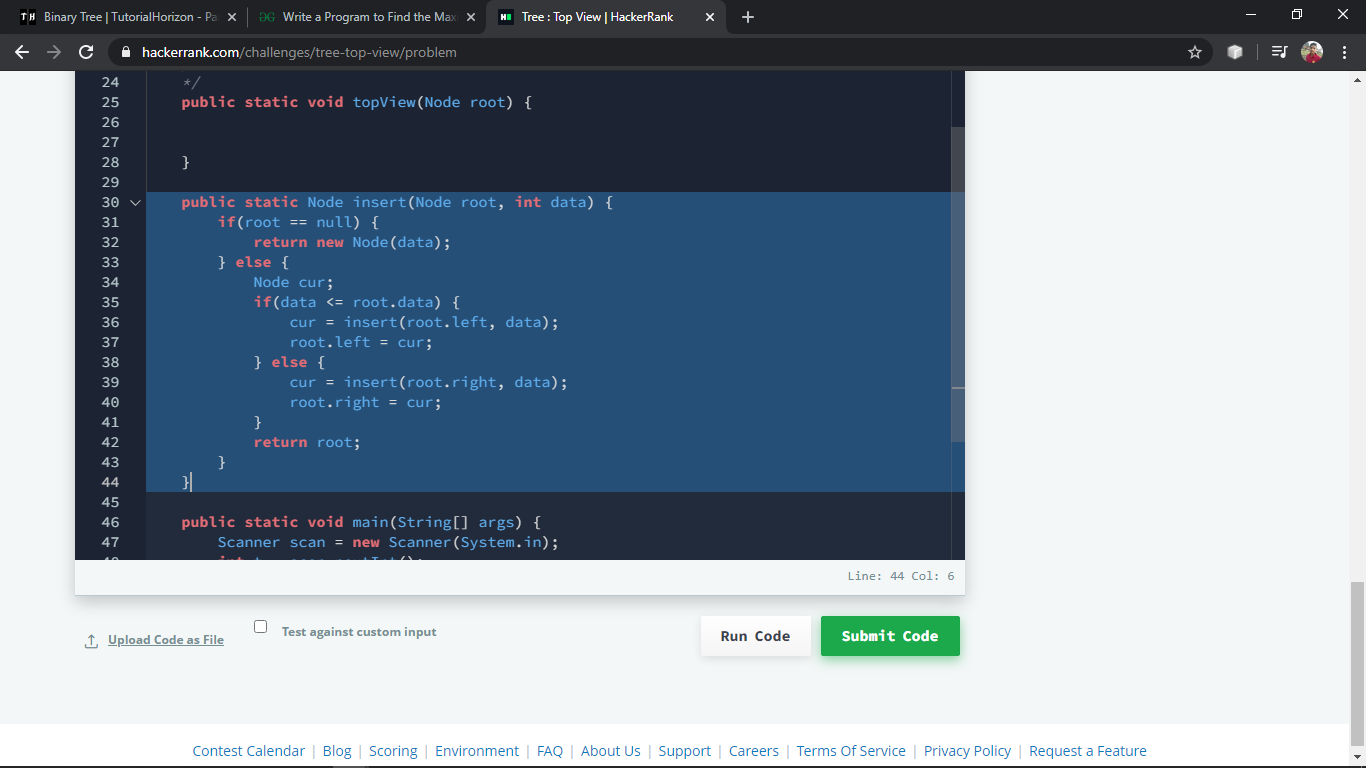 Binary Tree | TutorialHorizon - Pa
Write a Program to Find the Max
Tree : Top View | HackerRank
hackerrank.com/challenges/tree-top-view/problem
24 */
25 public static void topView(Node root) {
26
27
28 }
29
30 public static Node insert(Node root, int data) {
31 if(root == null) {
32 return new Node(data);
33 } else {
34 Node cur;
35 if(data <= root.data) {
36 cur = insert(root.left, data);
37 root.left = cur;
38 } else {
39 cur = insert(root.right, data);
40 root.right = cur;
41 }
42 return root;
43 }
44 }
45
46 public static void main(String[] args) {
47 Scanner scan = new Scanner(System.in);
Line: 44 Col: 6
Upload Code as File
Test against custom input
Run Code
Submit Code
Contest Calendar | Blog | Scoring | Environment | FAQ | About Us | Support | Careers | Terms Of Service | Privacy Policy | Request a Feature